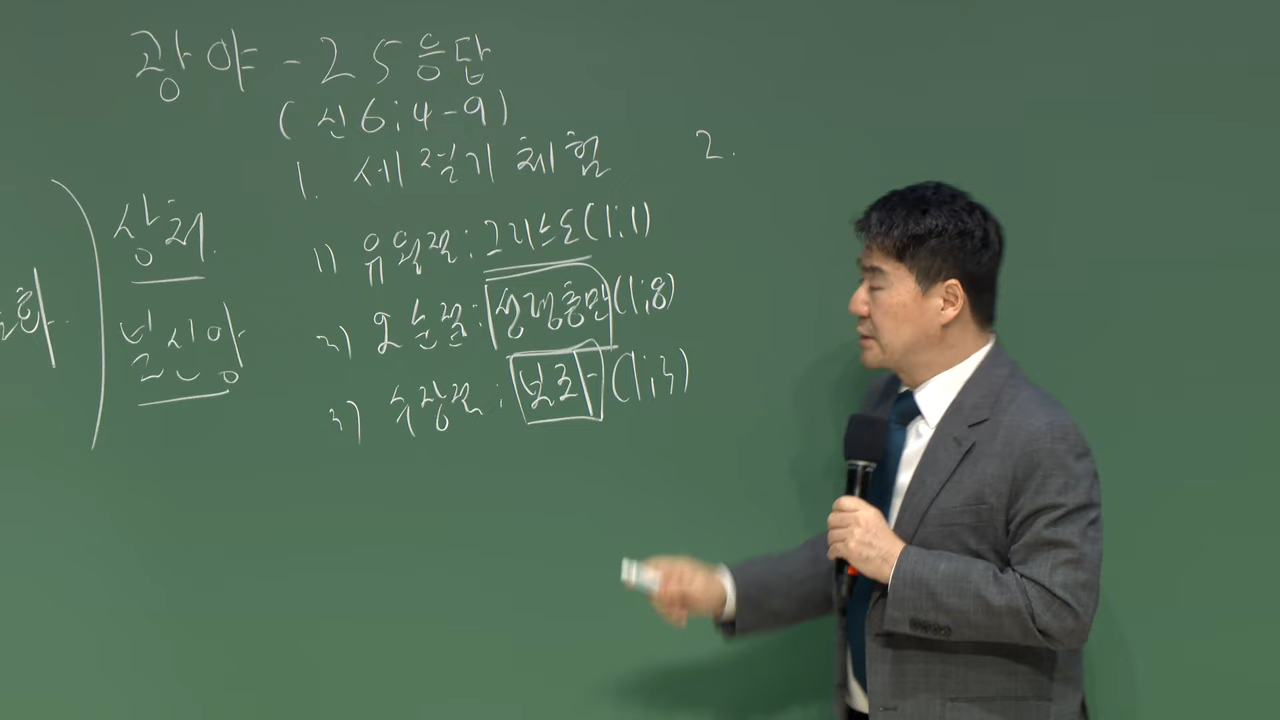 광야-25응답
(신6:4-9)
1. 세절기 체험
1) 유월절: 그리스도(1:1)
2) 오순절: 성령충만(1:8)
3) 수장절: 보좌(1:3)
2.
상처.
불신앙